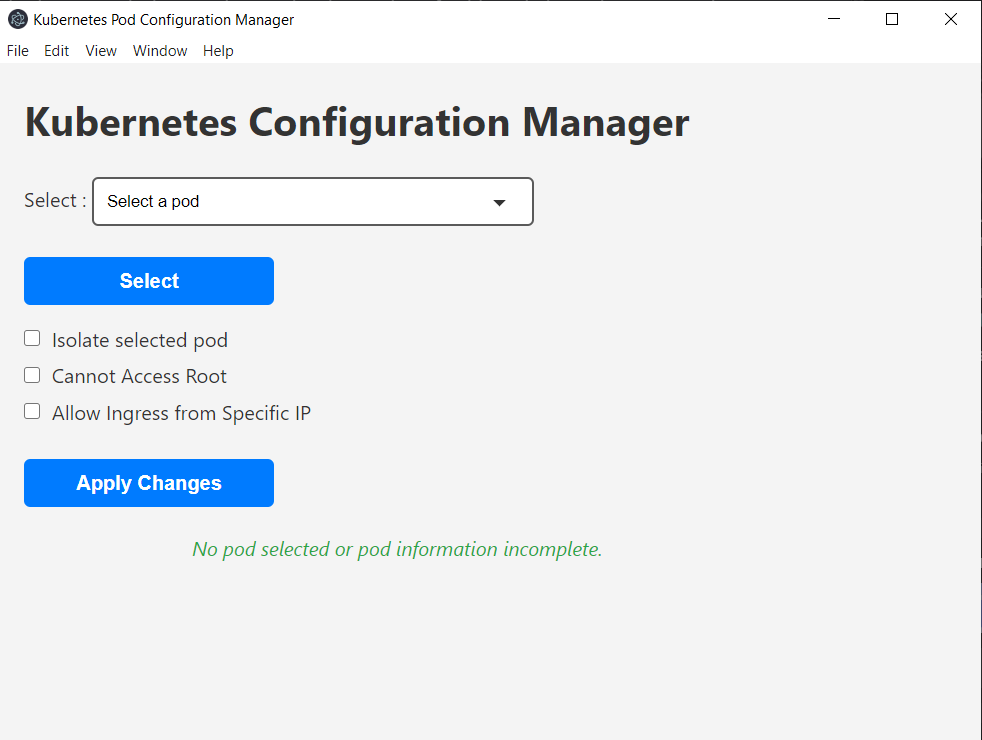 Kubernetes Pod Configuration Manager
File Edit View Window Help
Kubernetes Configuration Manager
Select : Select a pod
Select
Isolate selected pod
Cannot Access Root
Allow Ingress from Specific IP
Apply Changes
No pod selected or pod information incomplete.